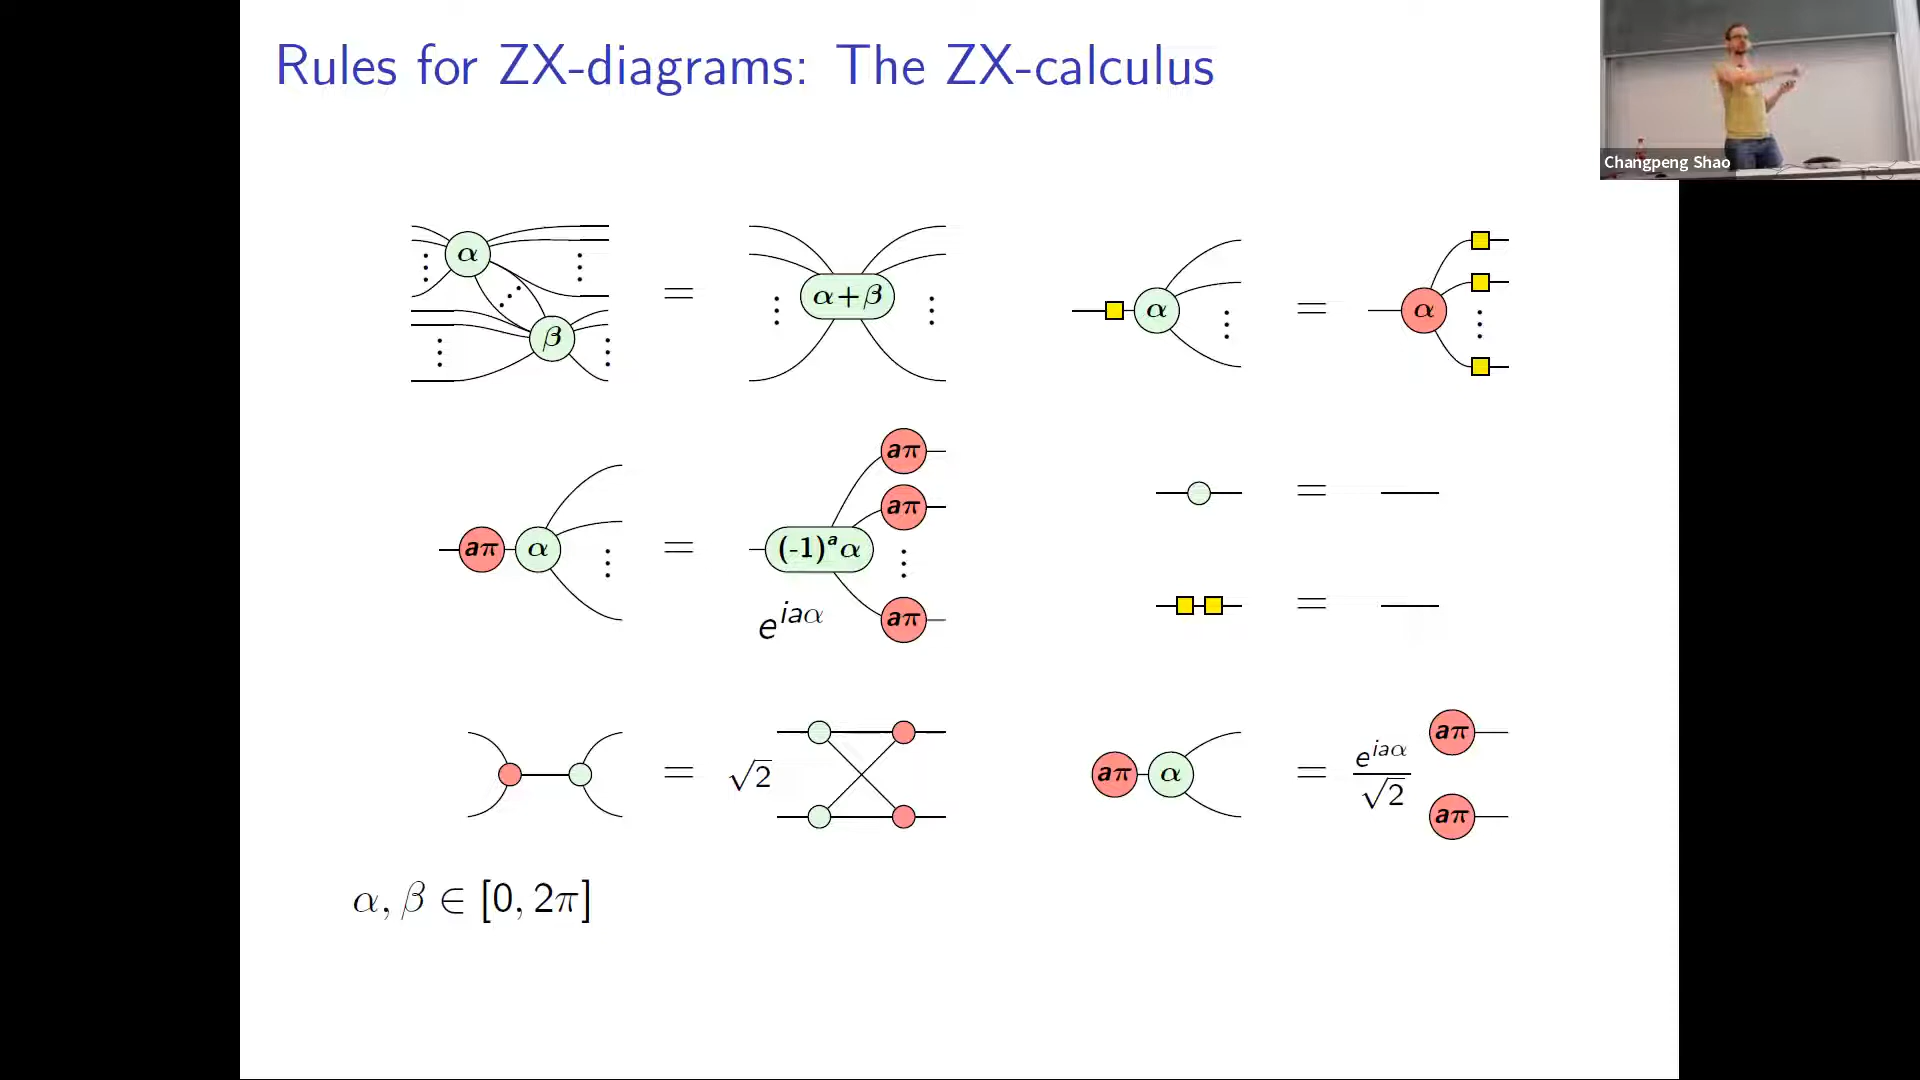 Rules for ZX-diagrams: The ZX-calculus
Changpeng Shao
α
β
=
α+β
α
=
α
aπ
α
=
(-1)ᵃα
aπ
aπ
aπ
e^{iaα}
=
=
=
√2
aπ
α
=
e^{iaα}/√2
aπ
aπ
α, β ∈ [0, 2π]